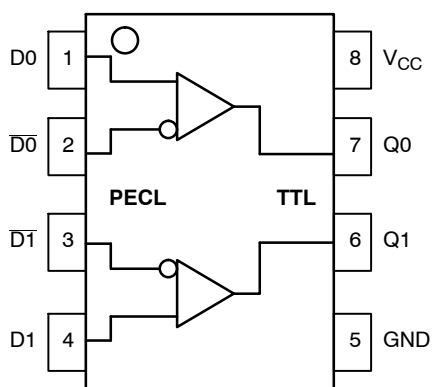 D0 1 8 VCC
D0 2 7 Q0
PECL TTL
D1 3 6 Q1
D1 4 5 GND